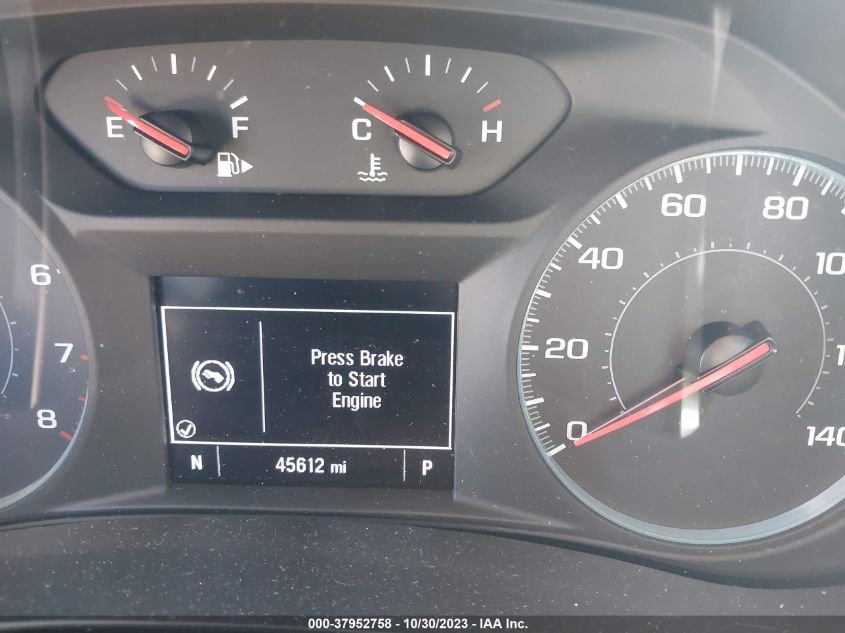 E F
C H
6
7
8
Press Brake
to Start
Engine
N 45612 mi P
0
20
40
60
80
140
000-37952758 - 10/30/2023 - IAA Inc.